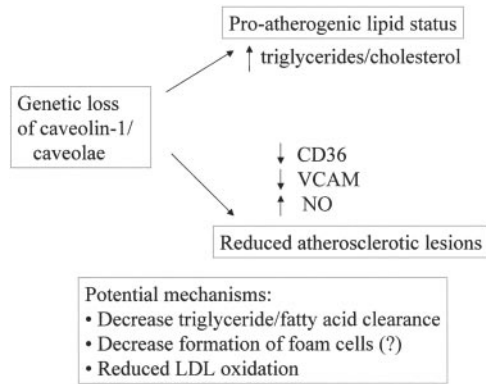 Pro-atherogenic lipid status
↑ triglycerides/cholesterol
Genetic loss
of caveolin-1/
caveolae
↓ CD36
↓ VCAM
↑ NO
Reduced atherosclerotic lesions
Potential mechanisms:
• Decrease triglyceride/fatty acid clearance
• Decrease formation of foam cells (?)
• Reduced LDL oxidation